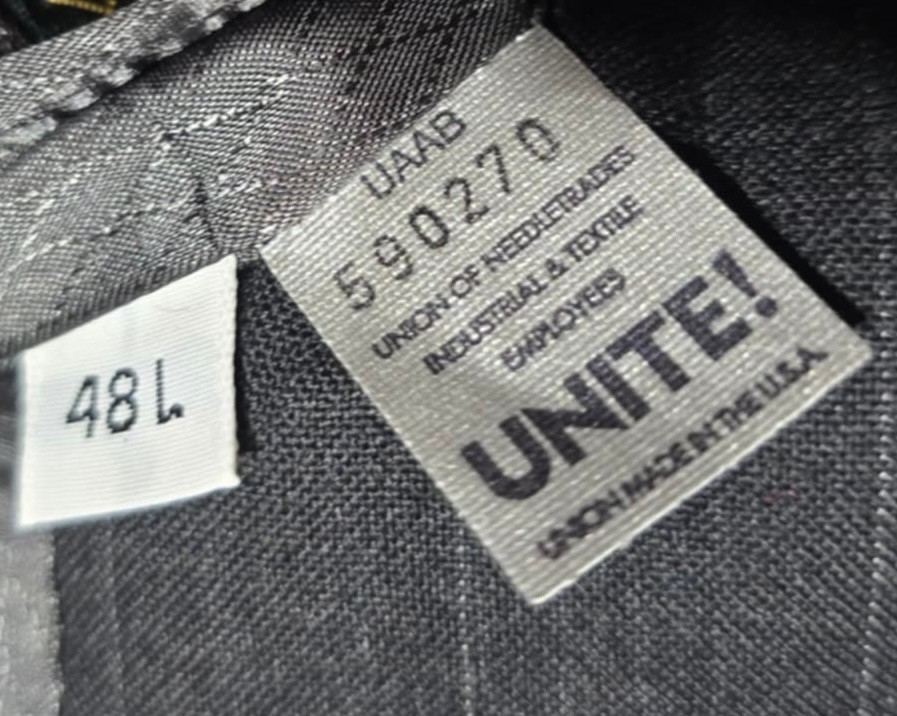 UAAB
590270
UNION OF NEEDLETRADES
INDUSTRIAL & TEXTILE
EMPLOYEES
UNITE!
UNION MADE IN THE U.S.A.
48L